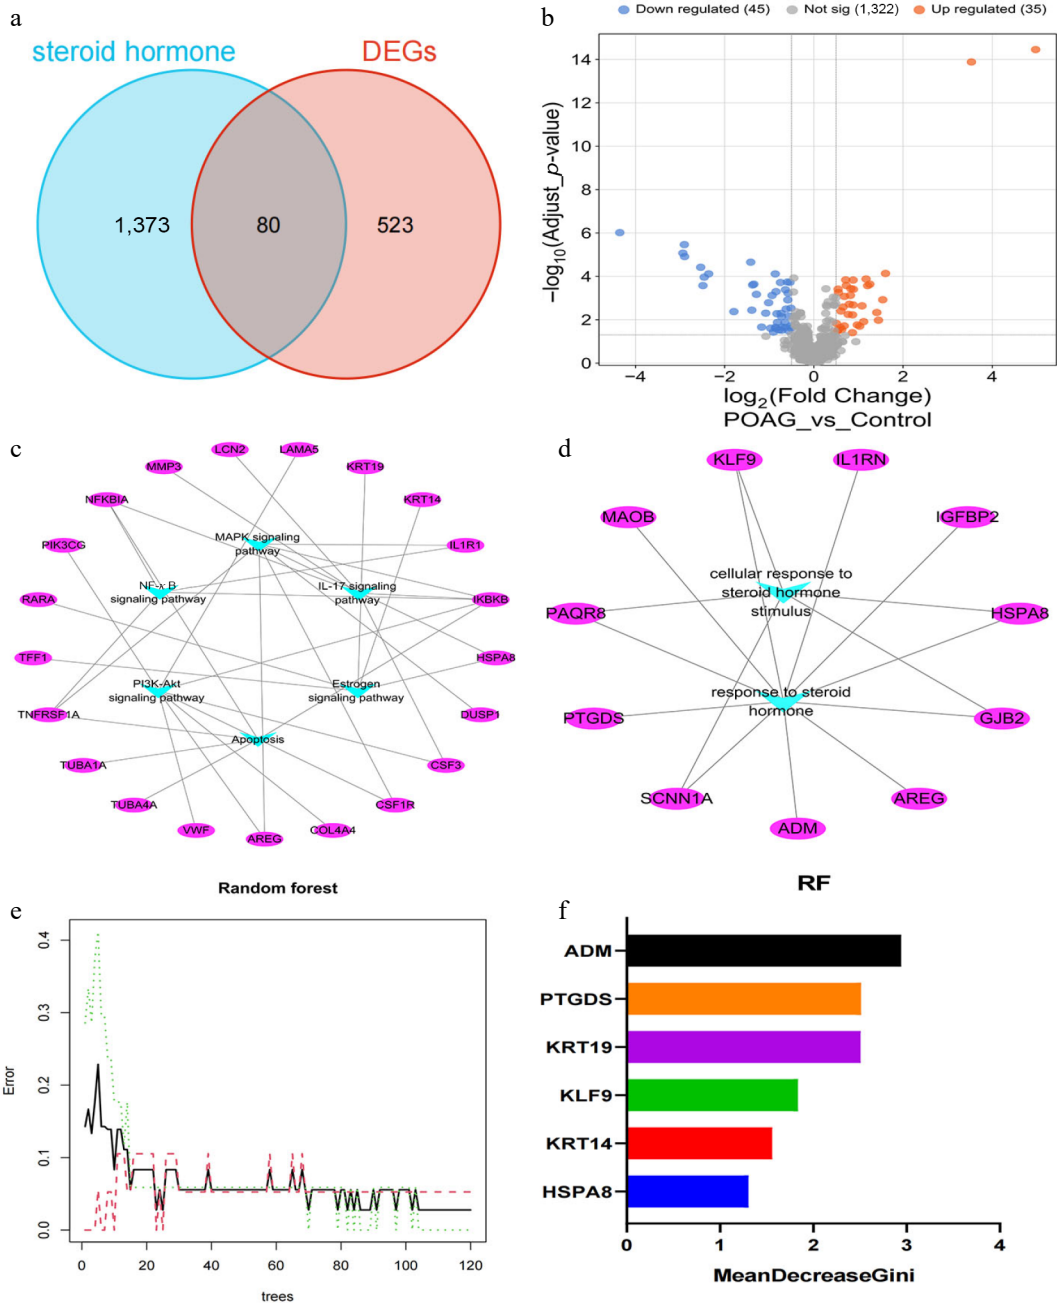 a
steroid hormone
DEGs
1,373
80
523
b
Down regulated (45)
Not sig (1,322)
Up regulated (35)
14
12
10
8
6
4
2
0
−log10(Adjust_p-value)
−4
−2
0
2
4
log2(Fold Change)
POAG_vs_Control
c
LCN2
LAMA5
MMP3
KRT19
NFKBIA
KRT14
MAPK signaling
pathway
PIK3CG
IL1R1
NF-κB
signaling pathway
IL-17 signaling
pathway
RARA
IKBKB
TFF1
HSPA8
PI3K-Akt
signaling pathway
Estrogen
signaling pathway
TNFRSF1A
DUSP1
Apoptosis
TUBA1A
CSF3
TUBA4A
CSF1R
VWF
AREG
COL4A4
d
KLF9
IL1RN
MAOB
IGFBP2
cellular response to
steroid hormone
stimulus
PAQR8
HSPA8
response to steroid
hormone
PTGDS
GJB2
SCNN1A
AREG
ADM
e
Random forest
0.4
0.3
0.2
0.1
0.0
Error
0
20
40
60
80
100
120
trees
f
RF
ADM
PTGDS
KRT19
KLF9
KRT14
HSPA8
0
1
2
3
4
MeanDecreaseGini